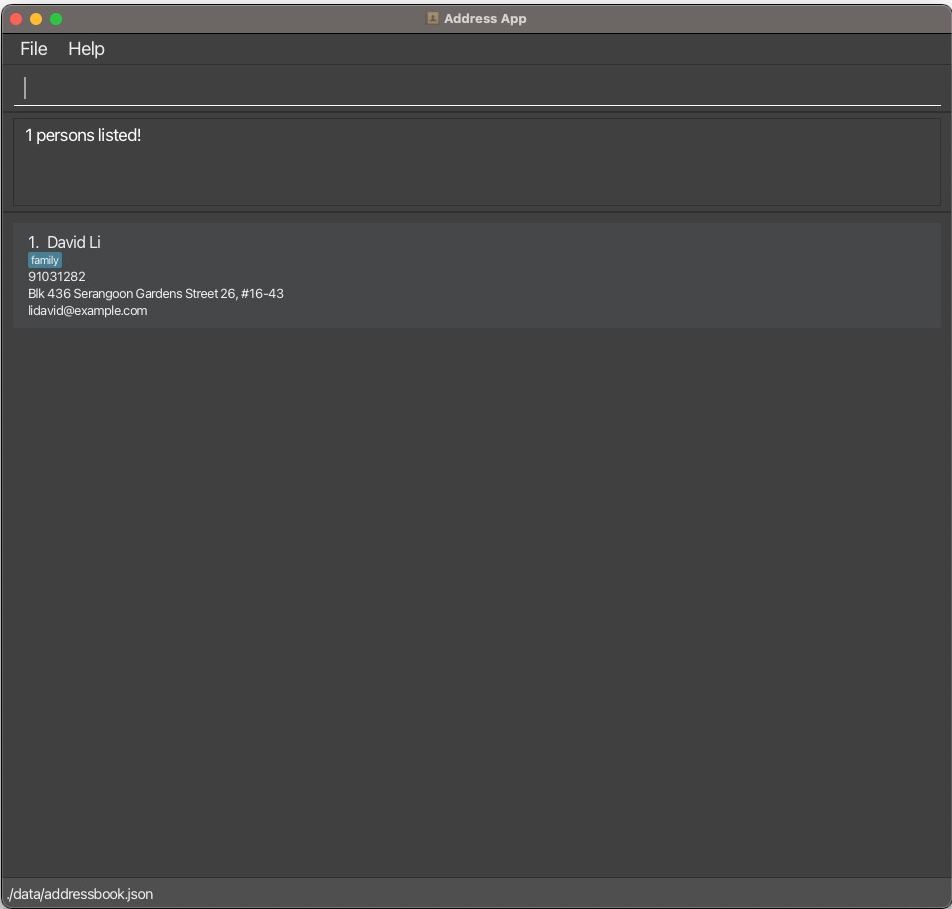 Address App
File Help
1 persons listed!
1. David Li
family
91031282
Blk 436 Serangoon Gardens Street 26, #16-43
lidavid@example.com
./data/addressbook.json